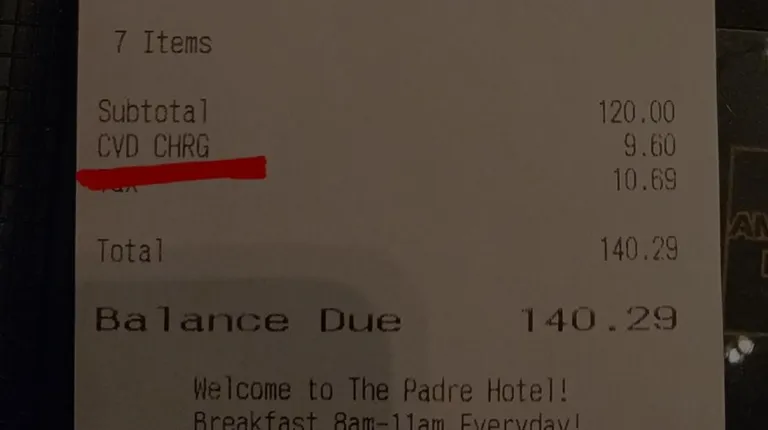 7 Items
Subtotal 120.00
CVD CHRG 9.60
Tax 10.69
Total 140.29
Balance Due 140.29
Welcome to The Padre Hotel!
Breakfast 8am-11am Everyday!